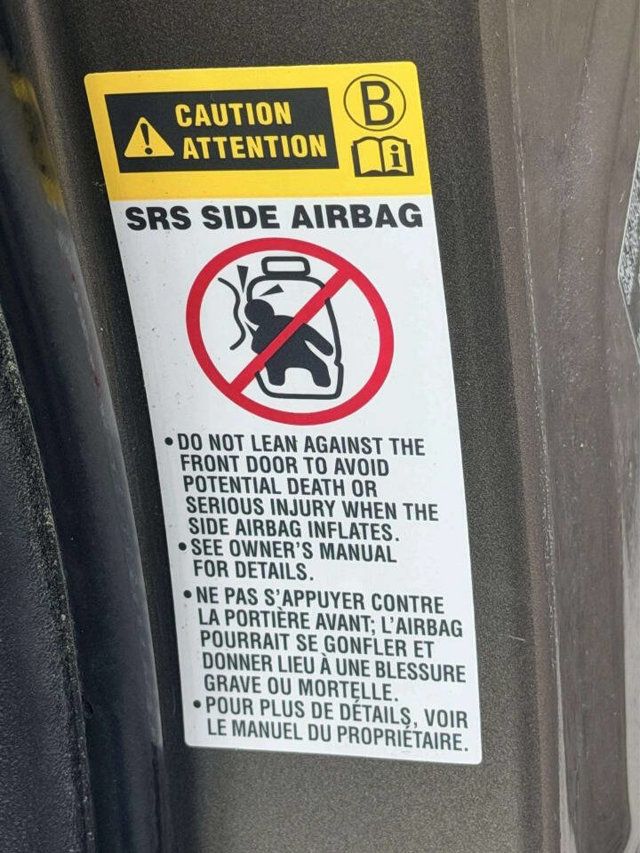 CAUTION
ATTENTION
B
i
SRS SIDE AIRBAG
• DO NOT LEAN AGAINST THE
FRONT DOOR TO AVOID
POTENTIAL DEATH OR
SERIOUS INJURY WHEN THE
SIDE AIRBAG INFLATES.
• SEE OWNER'S MANUAL
FOR DETAILS.
• NE PAS S'APPUYER CONTRE
LA PORTIÈRE AVANT; L'AIRBAG
POURRAIT SE GONFLER ET
DONNER LIEU À UNE BLESSURE
GRAVE OU MORTELLE.
• POUR PLUS DE DÉTAILS, VOIR
LE MANUEL DU PROPRIÉTAIRE.